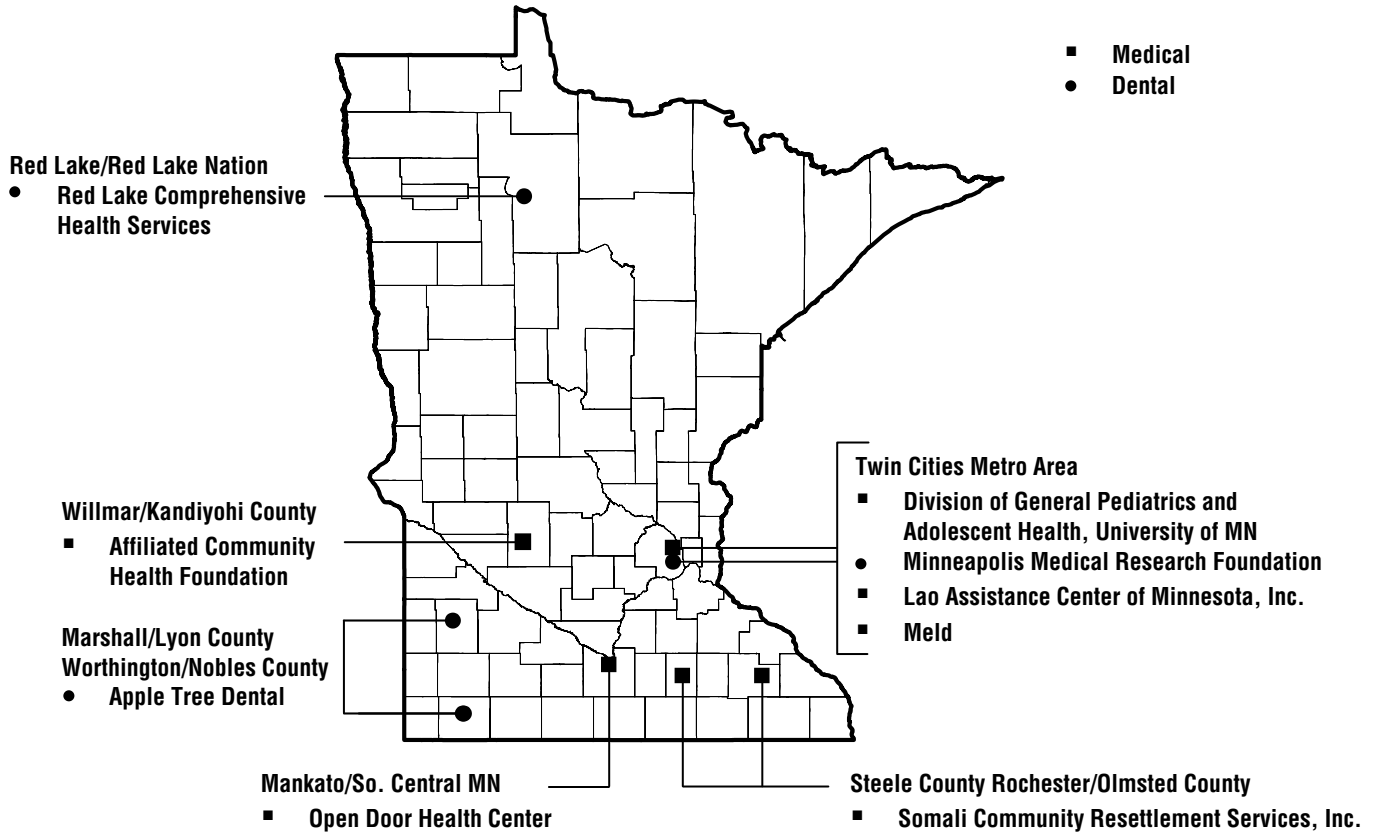 Medical
Dental
Red Lake/Red Lake Nation
Red Lake Comprehensive
Health Services
Willmar/Kandiyohi County
Affiliated Community
Health Foundation
Marshall/Lyon County
Worthington/Nobles County
Apple Tree Dental
Twin Cities Metro Area
Division of General Pediatrics and
Adolescent Health, University of MN
Minneapolis Medical Research Foundation
Lao Assistance Center of Minnesota, Inc.
Meld
Mankato/So. Central MN
Open Door Health Center
Steele County Rochester/Olmsted County
Somali Community Resettlement Services, Inc.